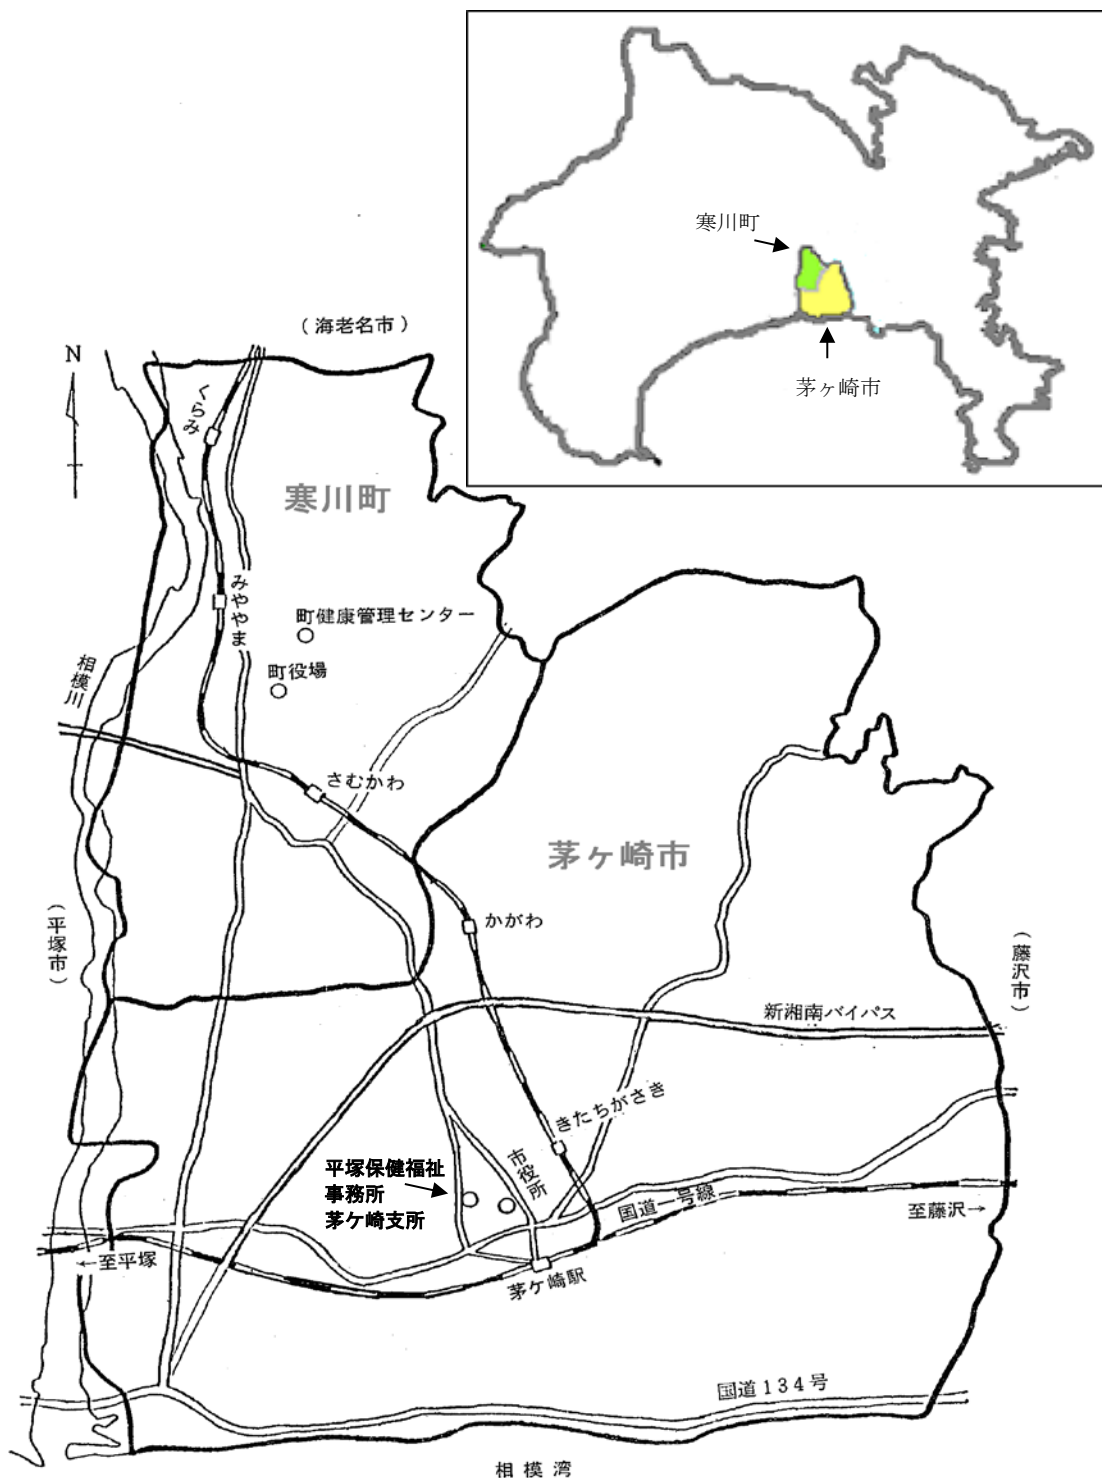 寒川町
茅ヶ崎市
（海老名市）
N
くらみ
寒川町
みややま
町健康管理センター
町役場
相模川
さむかわ
茅ヶ崎市
かがわ
（平塚市）
（藤沢市）
新湘南バイパス
きたちがさき
市役所
平塚保健福祉
事務所
茅ケ崎支所
国道一号線
至藤沢→
←至平塚
茅ケ崎駅
国道134号
相模湾